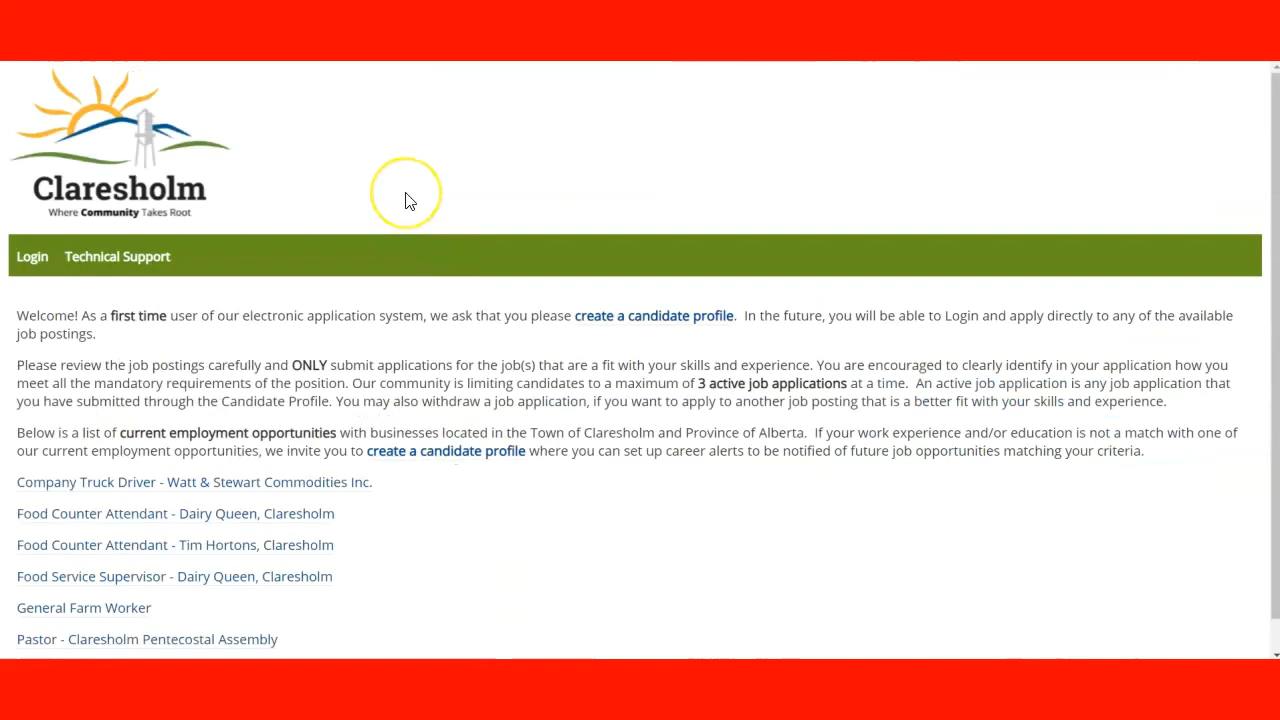 Claresholm
Where Community Takes Root
Login Technical Support
Welcome! As a first time user of our electronic application system, we ask that you please create a candidate profile. In the future, you will be able to Login and apply directly to any of the available
job postings.
Please review the job postings carefully and ONLY submit applications for the job(s) that are a fit with your skills and experience. You are encouraged to clearly identify in your application how you
meet all the mandatory requirements of the position. Our community is limiting candidates to a maximum of 3 active job applications at a time. An active job application is any job application that
you have submitted through the Candidate Profile. You may also withdraw a job application, if you want to apply to another job posting that is a better fit with your skills and experience.
Below is a list of current employment opportunities with businesses located in the Town of Claresholm and Province of Alberta. If your work experience and/or education is not a match with one of
our current employment opportunities, we invite you to create a candidate profile where you can set up career alerts to be notified of future job opportunities matching your criteria.
Company Truck Driver - Watt & Stewart Commodities Inc.
Food Counter Attendant - Dairy Queen, Claresholm
Food Counter Attendant - Tim Hortons, Claresholm
Food Service Supervisor - Dairy Queen, Claresholm
General Farm Worker
Pastor - Claresholm Pentecostal Assembly